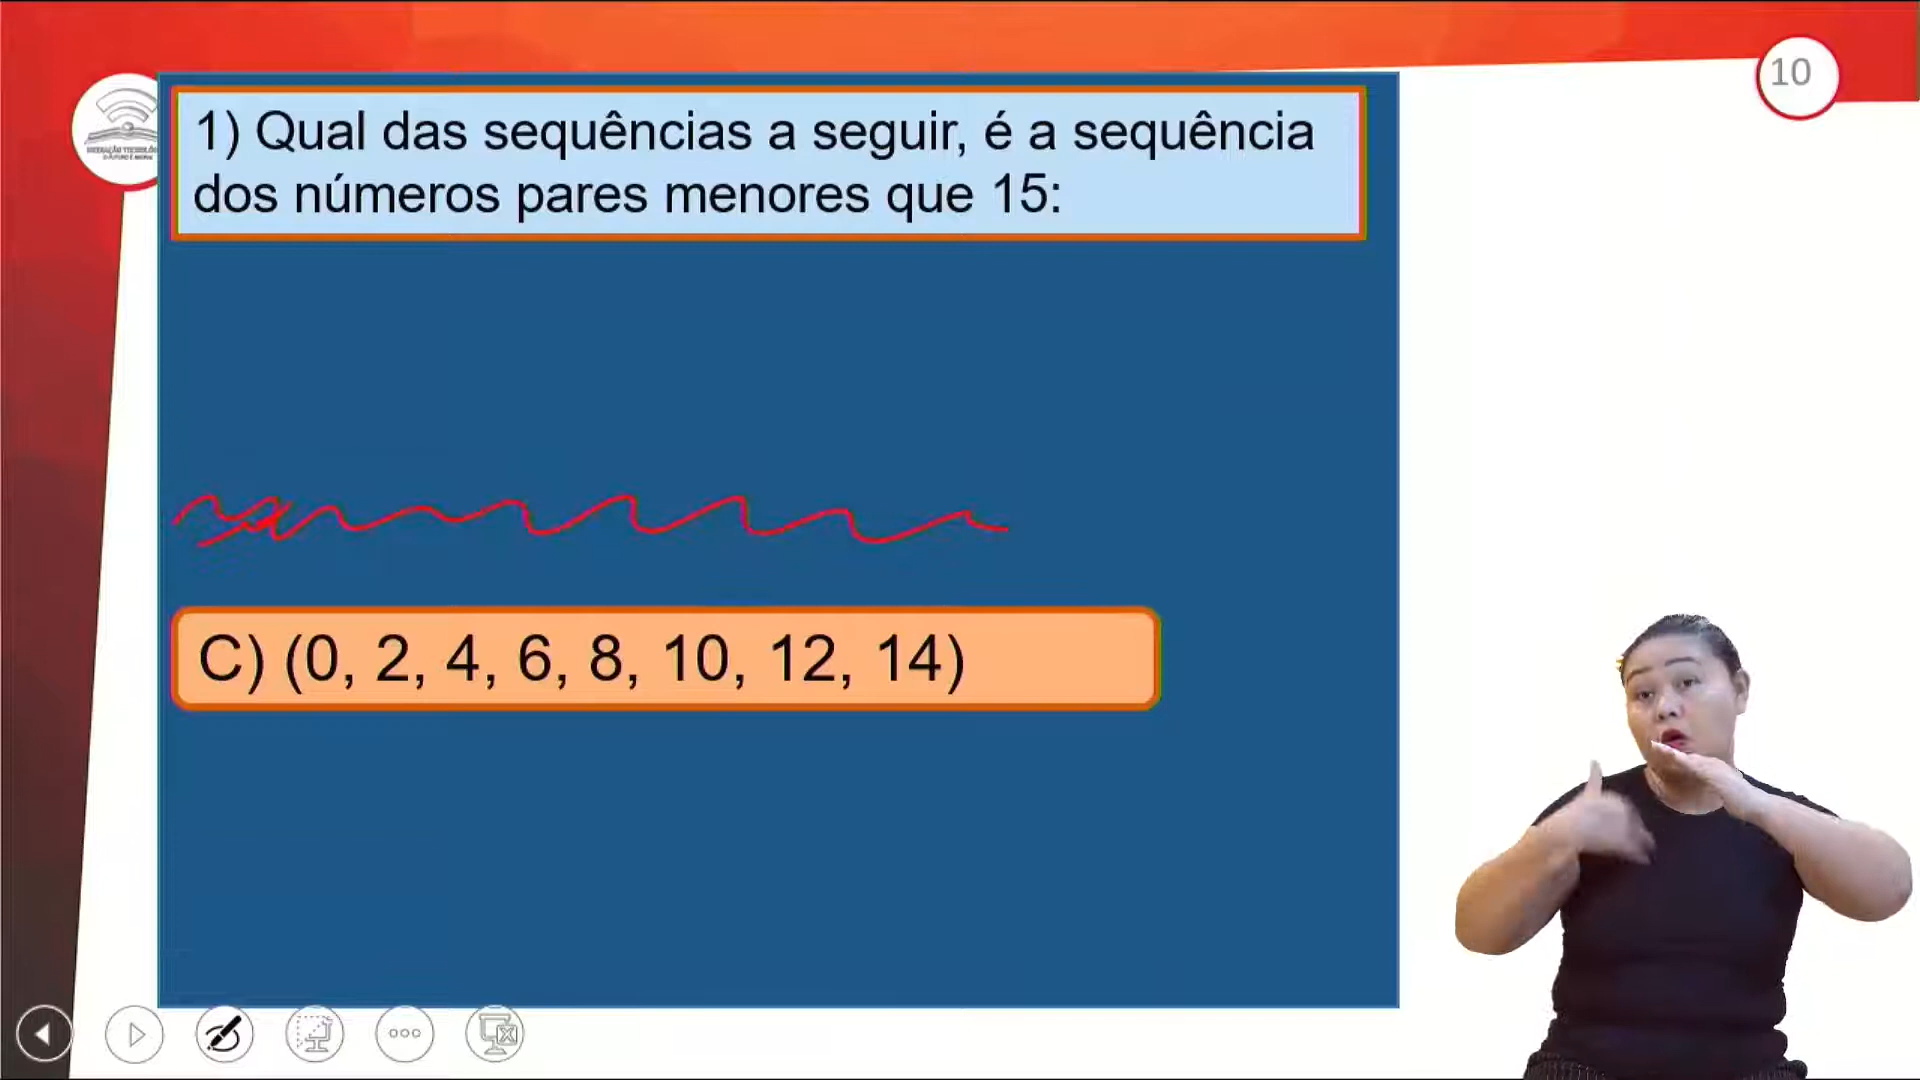 10
1) Qual das sequências a seguir, é a sequência
dos números pares menores que 15:
C) (0, 2, 4, 6, 8, 10, 12, 14)